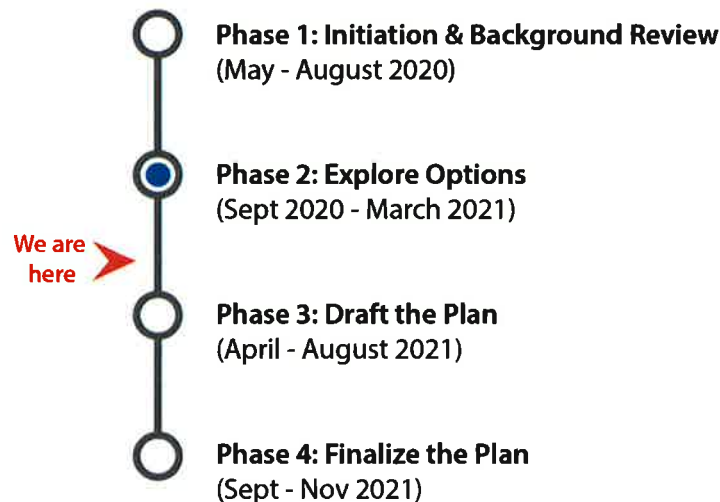 Phase 1: Initiation & Background Review
(May - August 2020)
Phase 2: Explore Options
(Sept 2020 - March 2021)
We are
here
Phase 3: Draft the Plan
(April - August 2021)
Phase 4: Finalize the Plan
(Sept - Nov 2021)